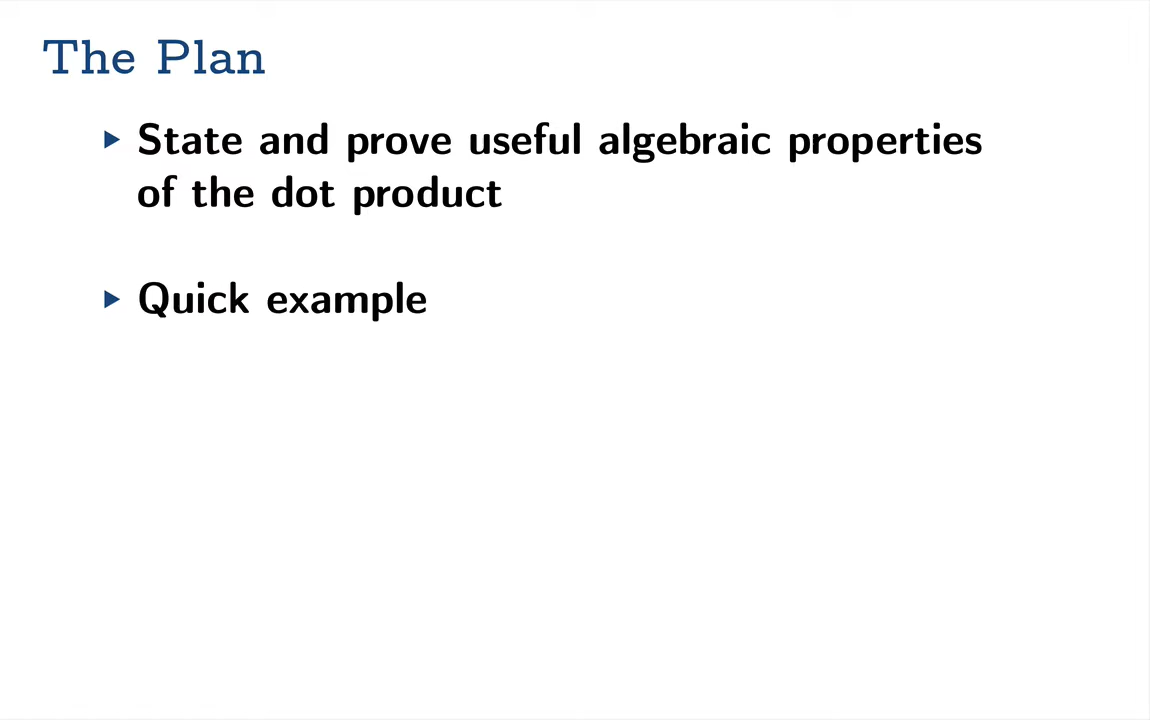 The Plan
▶ State and prove useful algebraic properties
of the dot product
▶ Quick example